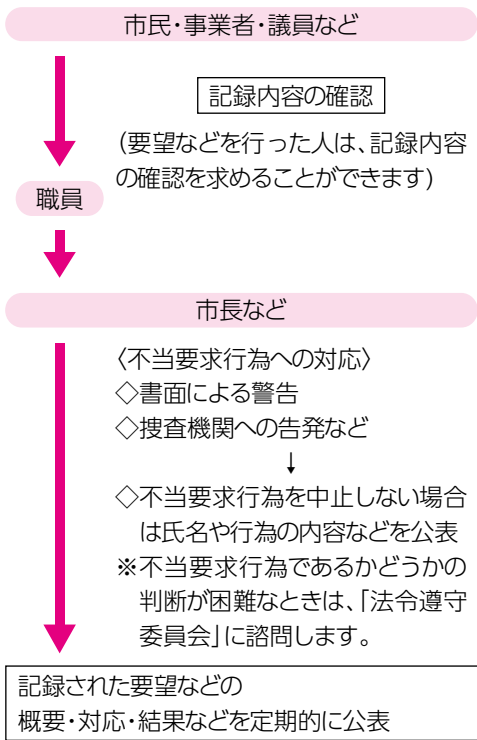 市民・事業者・議員など
記録内容の確認
(要望などを行った人は、記録内容
の確認を求めることができます)
職員
市長など
〈不当要求行為への対応〉
◇書面による警告
◇捜査機関への告発など
↓
◇不当要求行為を中止しない場合
は氏名や行為の内容などを公表
※不当要求行為であるかどうかの
判断が困難なときは、「法令遵守
委員会」に諮問します。
記録された要望などの
概要・対応・結果などを定期的に公表